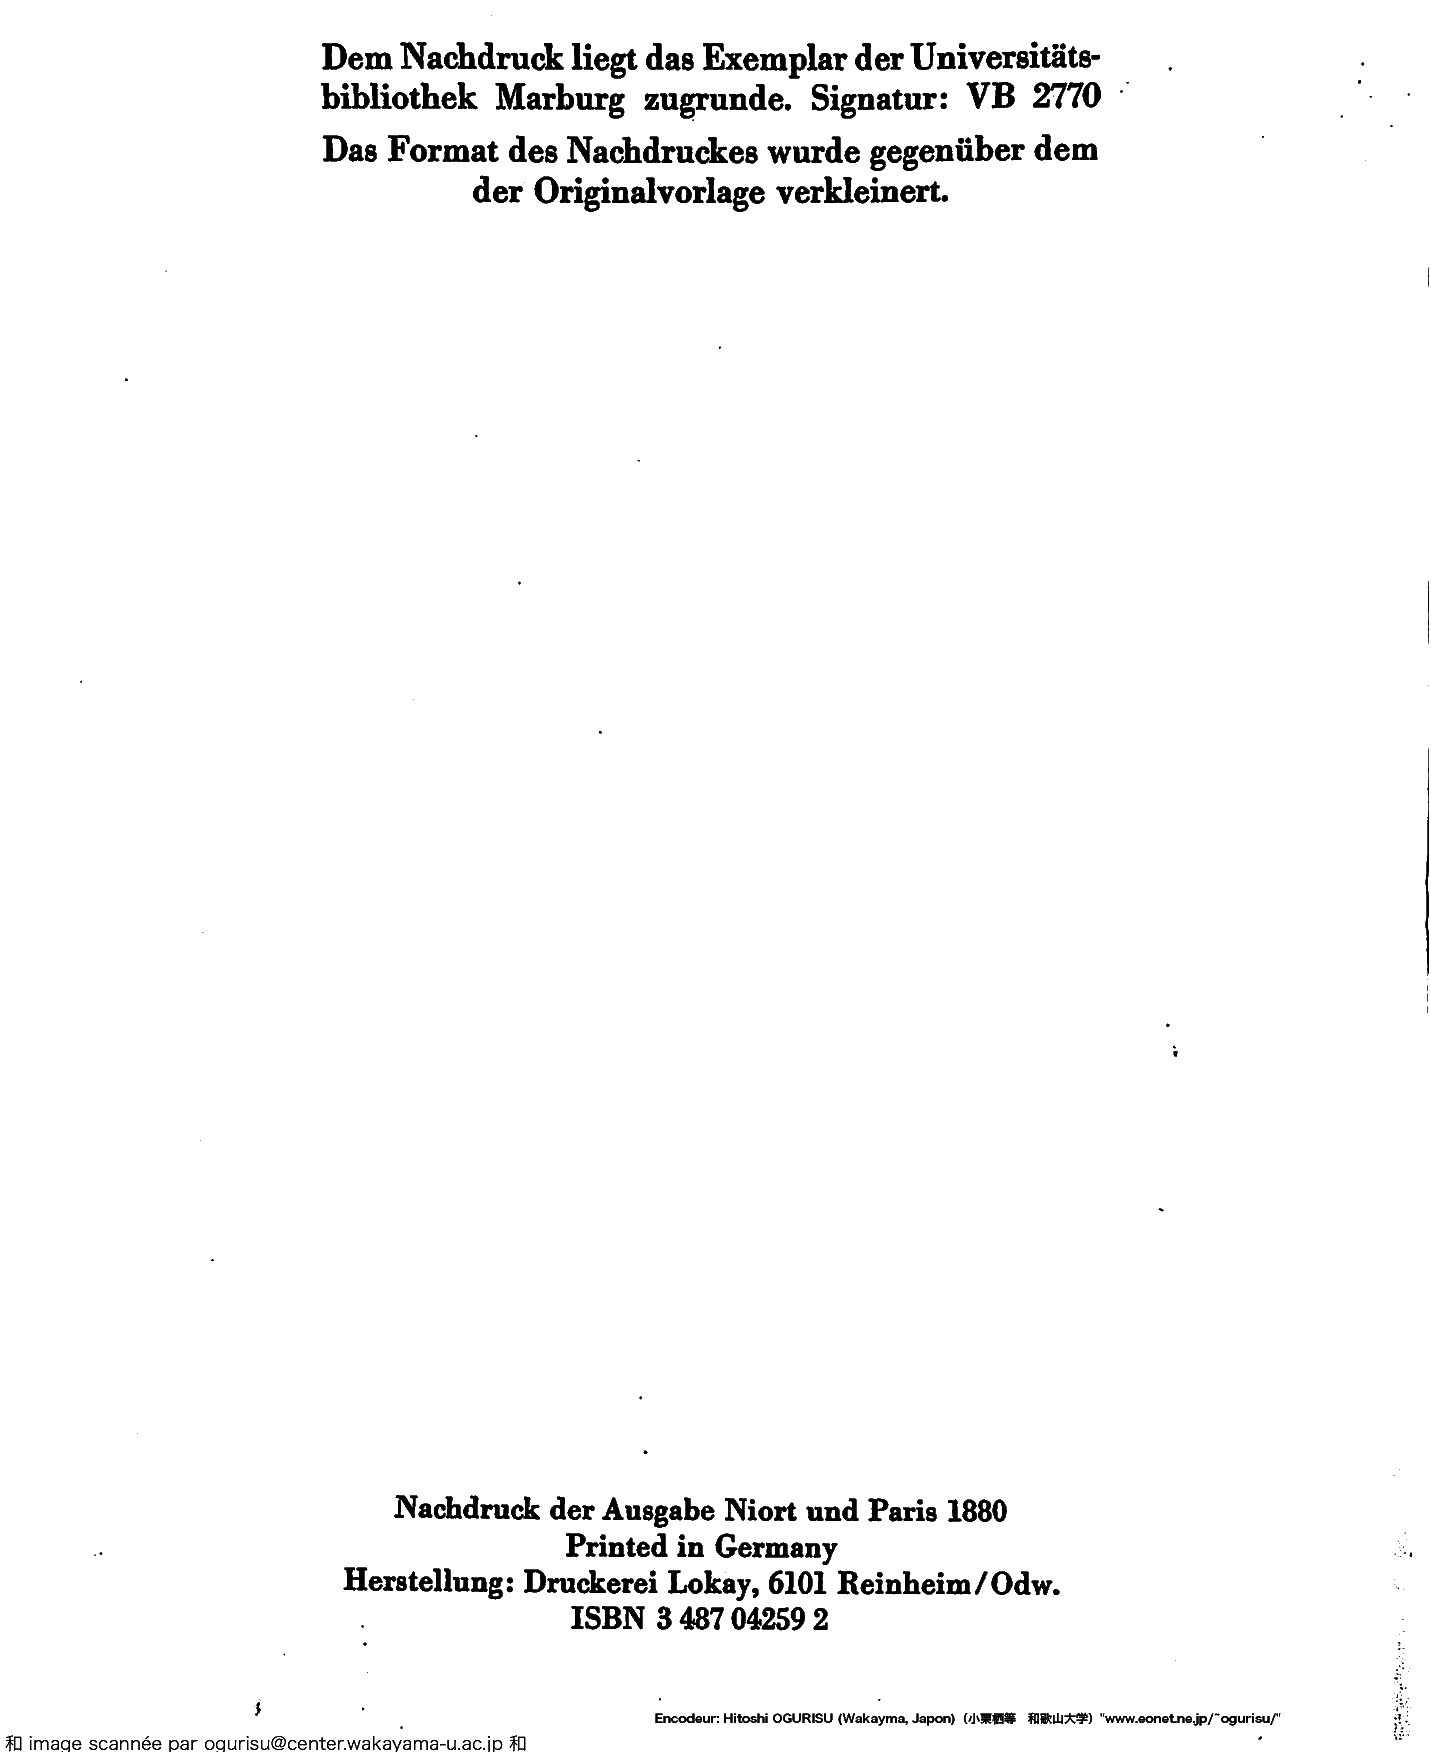 Dem Nachdruck liegt das Exemplar der Universitäts-
bibliothek Marburg zugrunde. Signatur: VB 2770
Das Format des Nachdruckes wurde gegenüber dem
der Originalvorlage verkleinert.
Nachdruck der Ausgabe Niort und Paris 1880
Printed in Germany
Herstellung: Druckerei Lokay, 6101 Reinheim/Odw.
ISBN 3 487 04259 2
Encodeur: Hitoshi OGURISU (Wakayma, Japon) (小栗栖等 和歌山大学) "www.eonet.ne.jp/~ogurisu/"
和 image scannée par ogurisu@center.wakayama-u.ac.jp 和